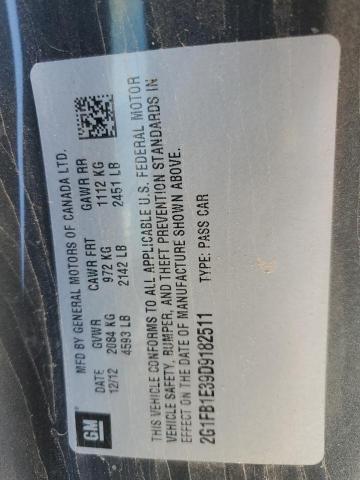 GM
MFD BY GENERAL MOTORS OF CANADA LTD.
DATE GVWR GAWR FRT GAWR RR
12/12 2084 KG 972 KG 1112 KG
4593 LB 2142 LB 2451 LB
THIS VEHICLE CONFORMS TO ALL APPLICABLE U.S. FEDERAL MOTOR
VEHICLE SAFETY, BUMPER, AND THEFT PREVENTION STANDARDS IN
EFFECT ON THE DATE OF MANUFACTURE SHOWN ABOVE.
2G1FB1E39D9182511 TYPE: PASS CAR